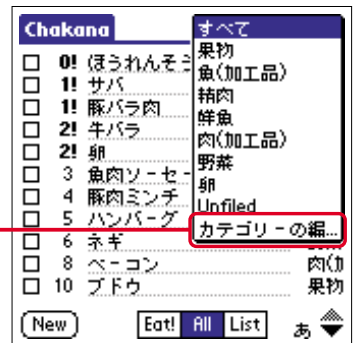 Chakana
すべて
果物
魚(加工品)
精肉
鮮魚
肉(加工品)
野菜
卵
Unfiled
カテゴリーの編...
0! (ほうれんそう
1! サバ
1! 豚バラ肉
2! 牛バラ
2! 卵
3 魚肉ソーセー
4 豚肉ミンチ
5 ハンバーグ
6 ネギ
8 ベーコン 肉(加
10 ブドウ 果物
New Eat! All List あ